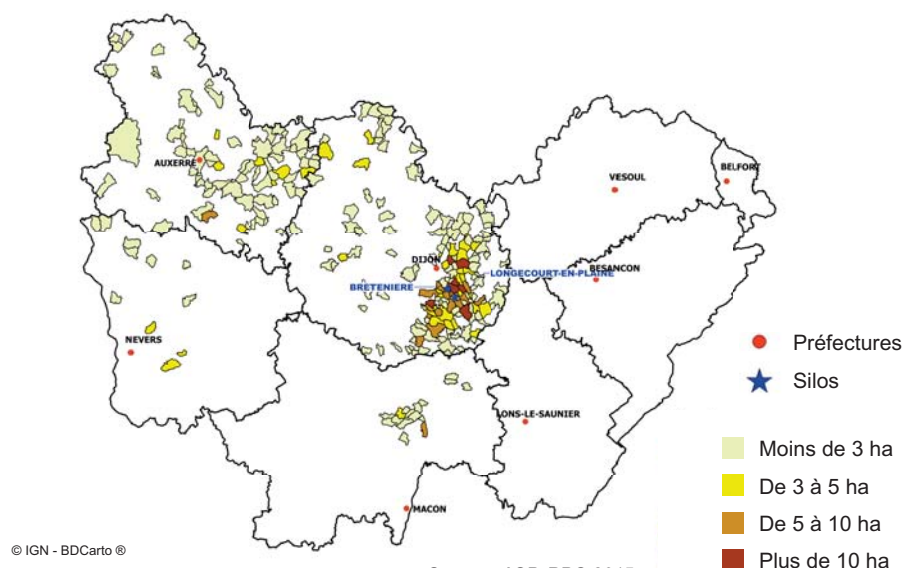 BELFORT
VESOUL
AUXERRE
DIJON
LONGECOURT-EN-PLAINE
BESANCON
BRETENIERE
NEVERS
Préfectures
Silos
LONS-LE-SAUNIER
Moins de 3 ha
De 3 à 5 ha
De 5 à 10 ha
MACON
© IGN - BDCarto ®
Plus de 10 ha